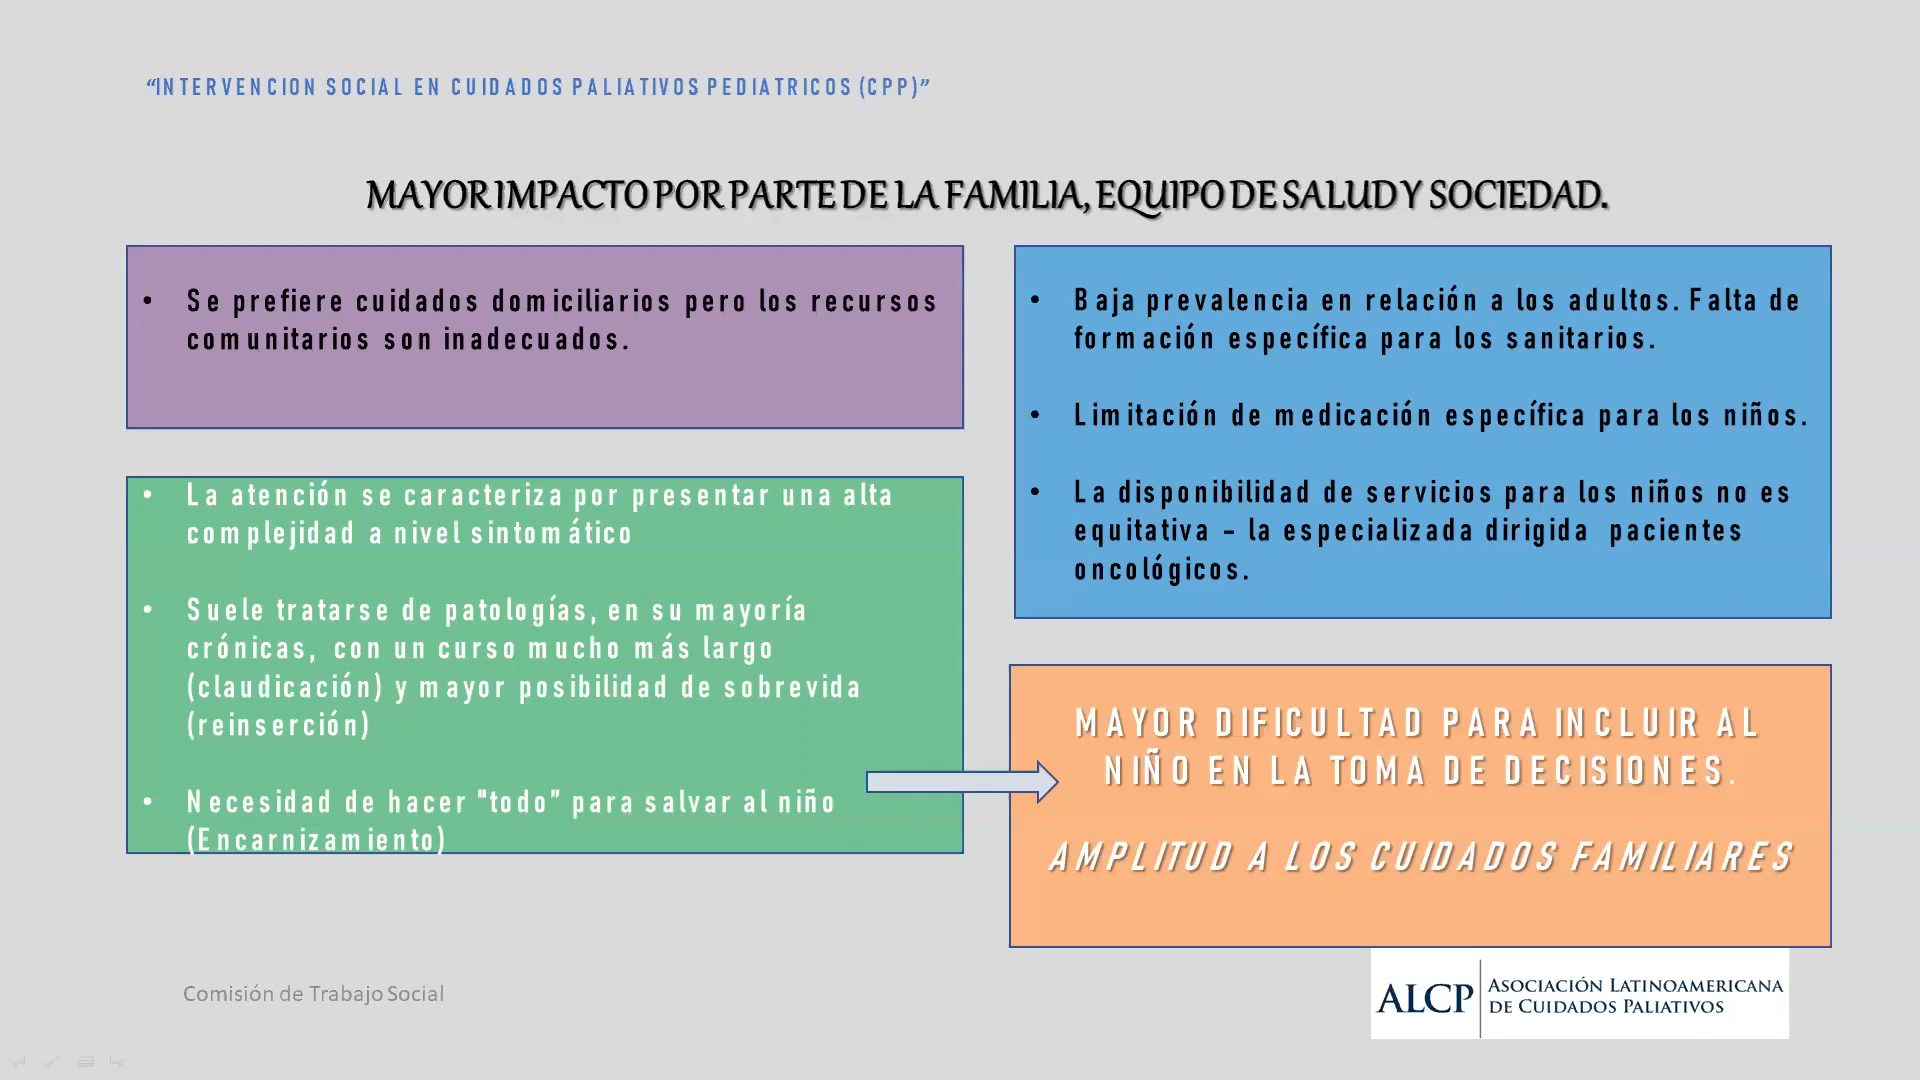 “INTERVENCION SOCIAL EN CUIDADOS PALIATIVOS PEDIATRICOS (CPP)”
MAYOR IMPACTO POR PARTE DE LA FAMILIA, EQUIPO DE SALUD Y SOCIEDAD.
• Se prefiere cuidados domiciliarios pero los recursos
comunitarios son inadecuados.
• La atención se caracteriza por presentar una alta
complejidad a nivel sintomático
• Suele tratarse de patologías, en su mayoría
crónicas, con un curso mucho más largo
(claudicación) y mayor posibilidad de sobrevida
(reinserción)
• Necesidad de hacer "todo” para salvar al niño
(Encarnizamiento)
• Baja prevalencia en relación a los adultos. Falta de
formación específica para los sanitarios.
• Limitación de medicación específica para los niños.
• La disponibilidad de servicios para los niños no es
equitativa – la especializada dirigida pacientes
oncológicos.
MAYOR DIFICULTAD PARA INCLUIR AL
NIÑO EN LA TOMA DE DECISIONES.
AMPLITUD A LOS CUIDADOS FAMILIARES
Comisión de Trabajo Social
ALCP
ASOCIACIÓN LATINOAMERICANA
DE CUIDADOS PALIATIVOS